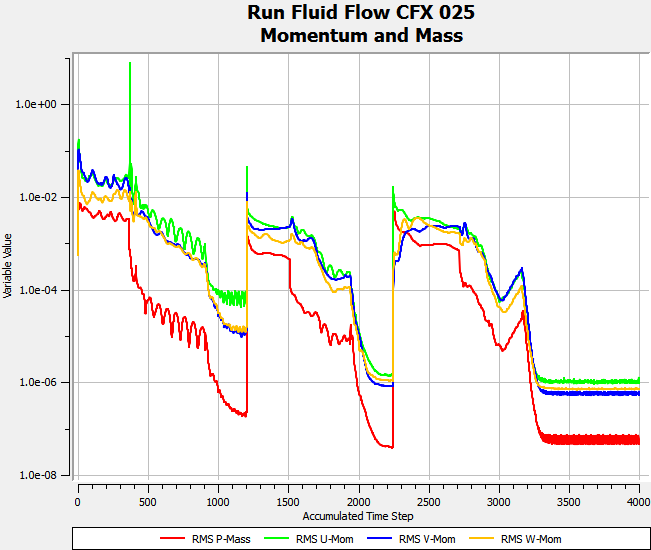 Run Fluid Flow CFX 025
Momentum and Mass
1.0e+00
1.0e-02
1.0e-04
1.0e-06
1.0e-08
Variable Value
0 500 1000 1500 2000 2500 3000 3500 4000
Accumulated Time Step
RMS P-Mass RMS U-Mom RMS V-Mom RMS W-Mom